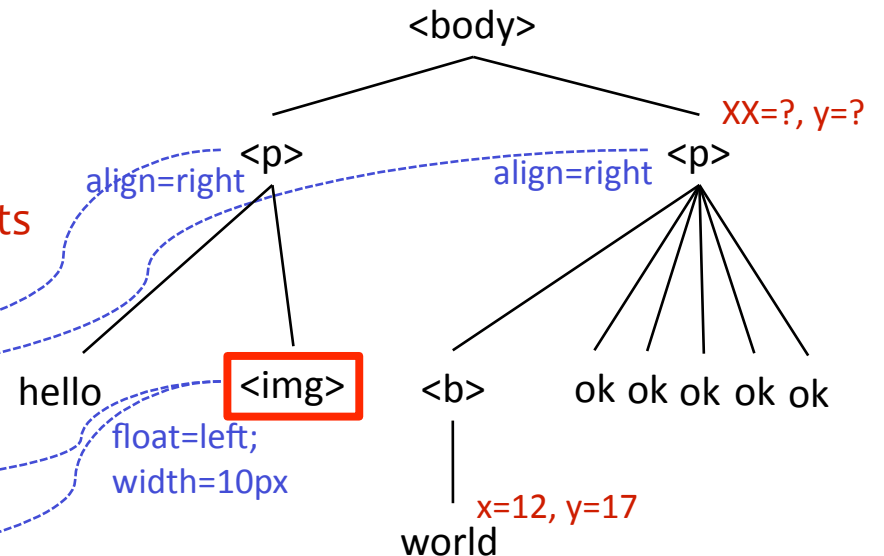 <body>
XX=?, y=?
<p> <p>
align=right align=right
ts
hello <img> <b> ok ok ok ok ok
float=left;
width=10px
x=12, y=17
world